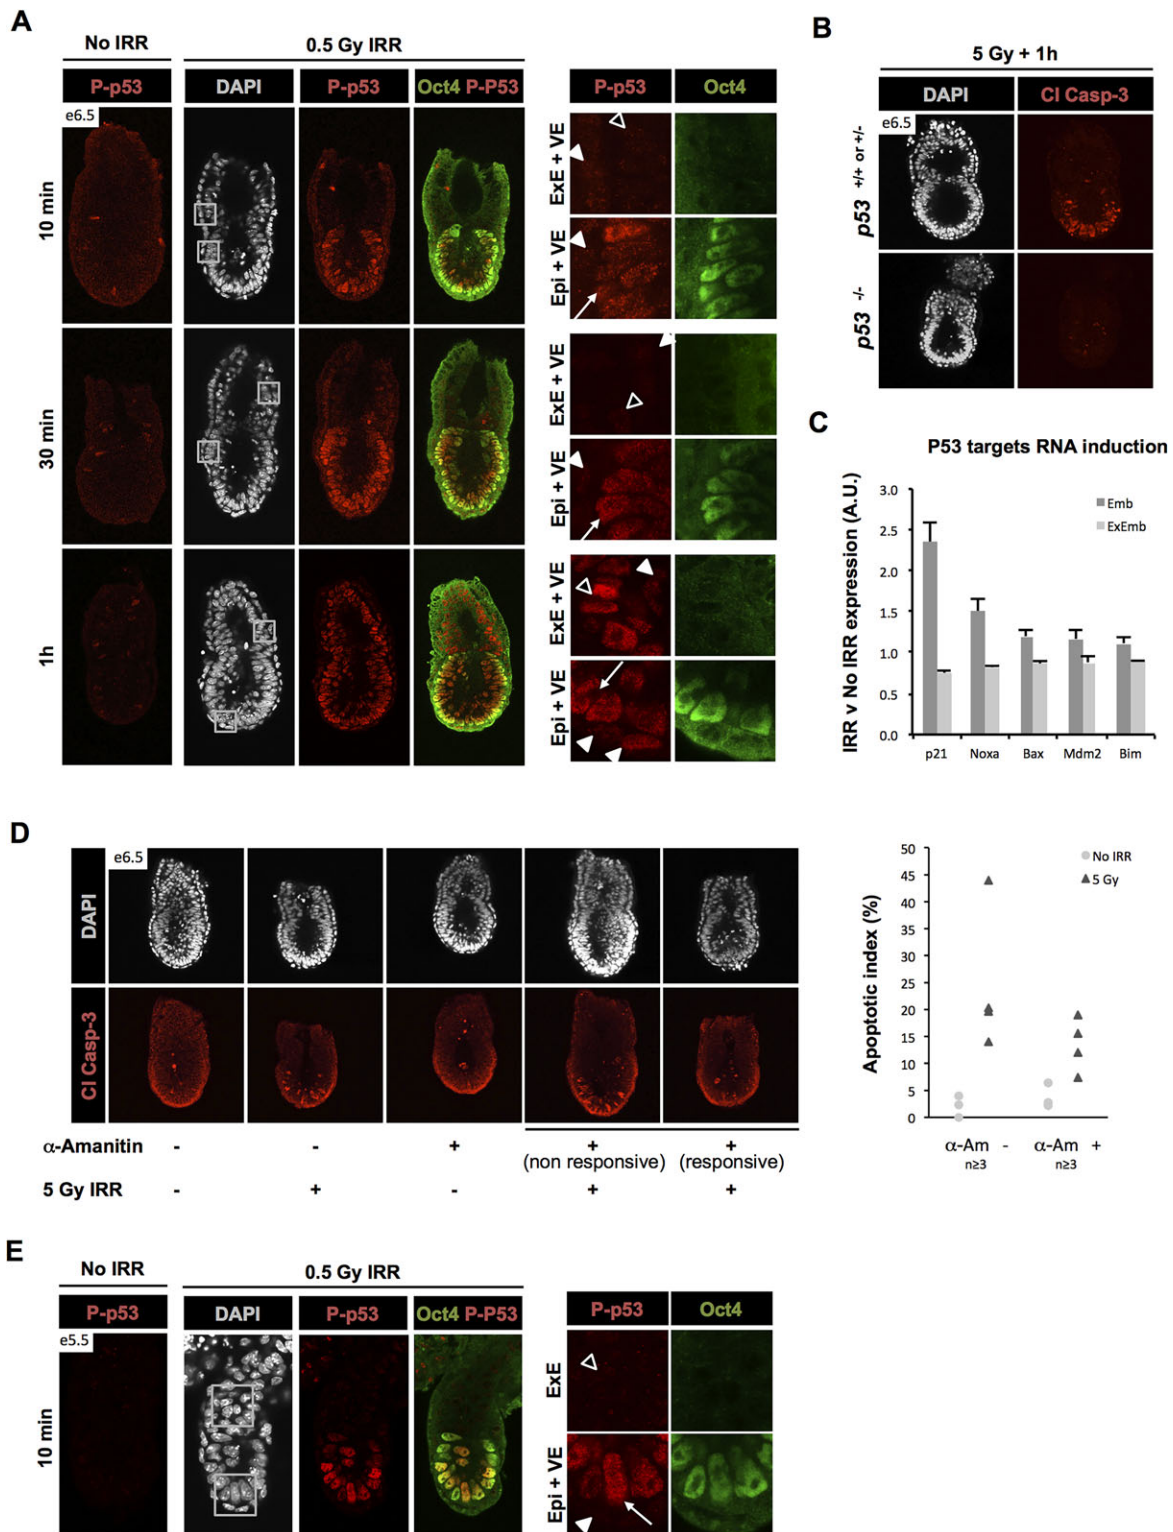 A
No IRR
0.5 Gy IRR
P-p53
DAPI
P-p53
Oct4 P-P53
P-p53
Oct4
e6.5
10 min
ExE + VE
Epi + VE
30 min
ExE + VE
Epi + VE
1h
ExE + VE
Epi + VE
B
5 Gy + 1h
DAPI
Cl Casp-3
e6.5
p53 +/+ or +/-
p53 -/-
C
P53 targets RNA induction
IRR v No IRR expression (A.U.)
3.0
2.5
2.0
1.5
1.0
0.5
0.0
Emb
ExEmb
p21 Noxa Bax Mdm2 Bim
D
e6.5
DAPI
Cl Casp-3
α-Amanitin - - + + +
(non responsive) (responsive)
5 Gy IRR - + - + +
Apoptotic index (%)
50
45
40
35
30
25
20
15
10
5
0
No IRR
5 Gy
α-Am - α-Am +
n≥3 n≥3
E
No IRR
0.5 Gy IRR
P-p53
DAPI
P-p53
Oct4 P-P53
P-p53
Oct4
e5.5
10 min
ExE
Epi + VE